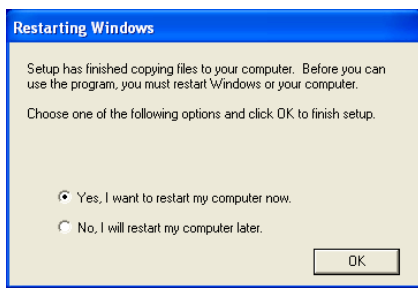 Restarting Windows
Setup has finished copying files to your computer. Before you can
use the program, you must restart Windows or your computer.
Choose one of the following options and click OK to finish setup.
Yes, I want to restart my computer now.
No, I will restart my computer later.
OK